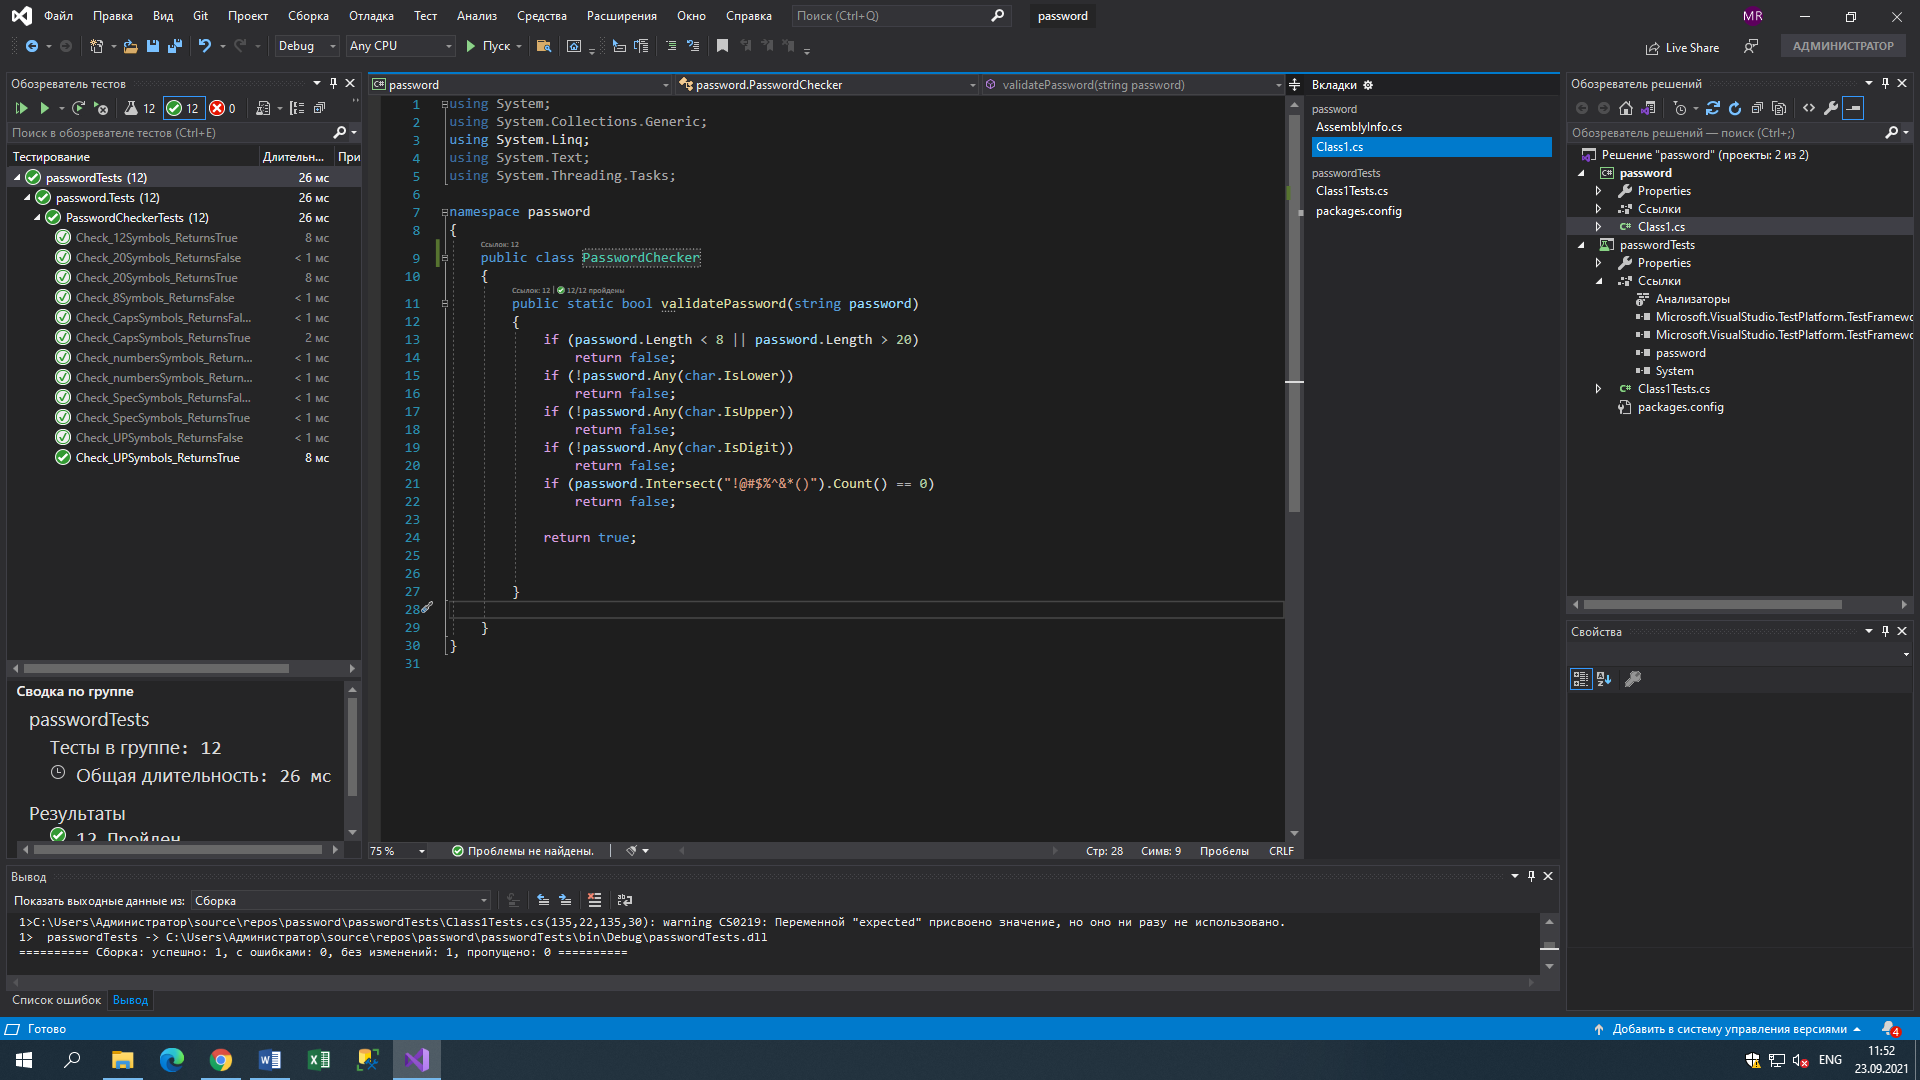 Файл Правка Вид Git Проект Сборка Отладка Тест Анализ Средства Расширения Окно Справка Поиск (Ctrl+Q) password MR
Debug Any CPU Пуск Live Share АДМИНИСТРАТОР
Обозреватель тестов
12 12 0
Поиск в обозревателе тестов (Ctrl+E)
Тестирование Длительн... При
passwordTests (12) 26 мс
password.Tests (12) 26 мс
PasswordCheckerTests (12) 26 мс
Check_12Symbols_ReturnsTrue 8 мс
Check_20Symbols_ReturnsFalse < 1 мс
Check_20Symbols_ReturnsTrue 8 мс
Check_8Symbols_ReturnsFalse < 1 мс
Check_CapsSymbols_ReturnsFal... < 1 мс
Check_CapsSymbols_ReturnsTrue 2 мс
Check_numbersSymbols_Return... < 1 мс
Check_numbersSymbols_Return... < 1 мс
Check_SpecSymbols_ReturnsFal... < 1 мс
Check_SpecSymbols_ReturnsTrue < 1 мс
Check_UPSymbols_ReturnsFalse < 1 мс
Check_UPSymbols_ReturnsTrue 8 мс
Сводка по группе
passwordTests
Тесты в группе: 12
Общая длительность: 26 мс
Результаты
12 Пройден
password password.PasswordChecker validatePassword(string password)
1 using System;
2 using System.Collections.Generic;
3 using System.Linq;
4 using System.Text;
5 using System.Threading.Tasks;
6
7 namespace password
8 {
Ссылок: 12
9 public class PasswordChecker
10 {
Ссылок: 12 | 12/12 пройдены
11 public static bool validatePassword(string password)
12 {
13 if (password.Length < 8 || password.Length > 20)
14 return false;
15 if (!password.Any(char.IsLower))
16 return false;
17 if (!password.Any(char.IsUpper))
18 return false;
19 if (!password.Any(char.IsDigit))
20 return false;
21 if (password.Intersect("!@#$%^&*()").Count() == 0)
22 return false;
23
24 return true;
25
26
27 }
28
29 }
30 }
31
75 % Проблемы не найдены. Стр: 28 Симв: 9 Пробелы CRLF
Вкладки
password
AssemblyInfo.cs
Class1.cs
passwordTests
Class1Tests.cs
packages.config
Обозреватель решений
Обозреватель решений — поиск (Ctrl+;)
Решение "password" (проекты: 2 из 2)
password
Properties
Ссылки
Class1.cs
passwordTests
Properties
Ссылки
Анализаторы
Microsoft.VisualStudio.TestPlatform.TestFramewo
Microsoft.VisualStudio.TestPlatform.TestFramewo
password
System
Class1Tests.cs
packages.config
Свойства
Вывод
Показать выходные данные из: Сборка
1>C:\Users\Администратор\source\repos\password\passwordTests\Class1Tests.cs(135,22,135,30): warning CS0219: Переменной "expected" присвоено значение, но оно ни разу не использовано.
1> passwordTests -> C:\Users\Администратор\source\repos\password\passwordTests\bin\Debug\passwordTests.dll
========== Сборка: успешно: 1, с ошибками: 0, без изменений: 1, пропущено: 0 ==========
Список ошибок Вывод
Готово Добавить в систему управления версиями 4
ENG 11:52
23.09.2021